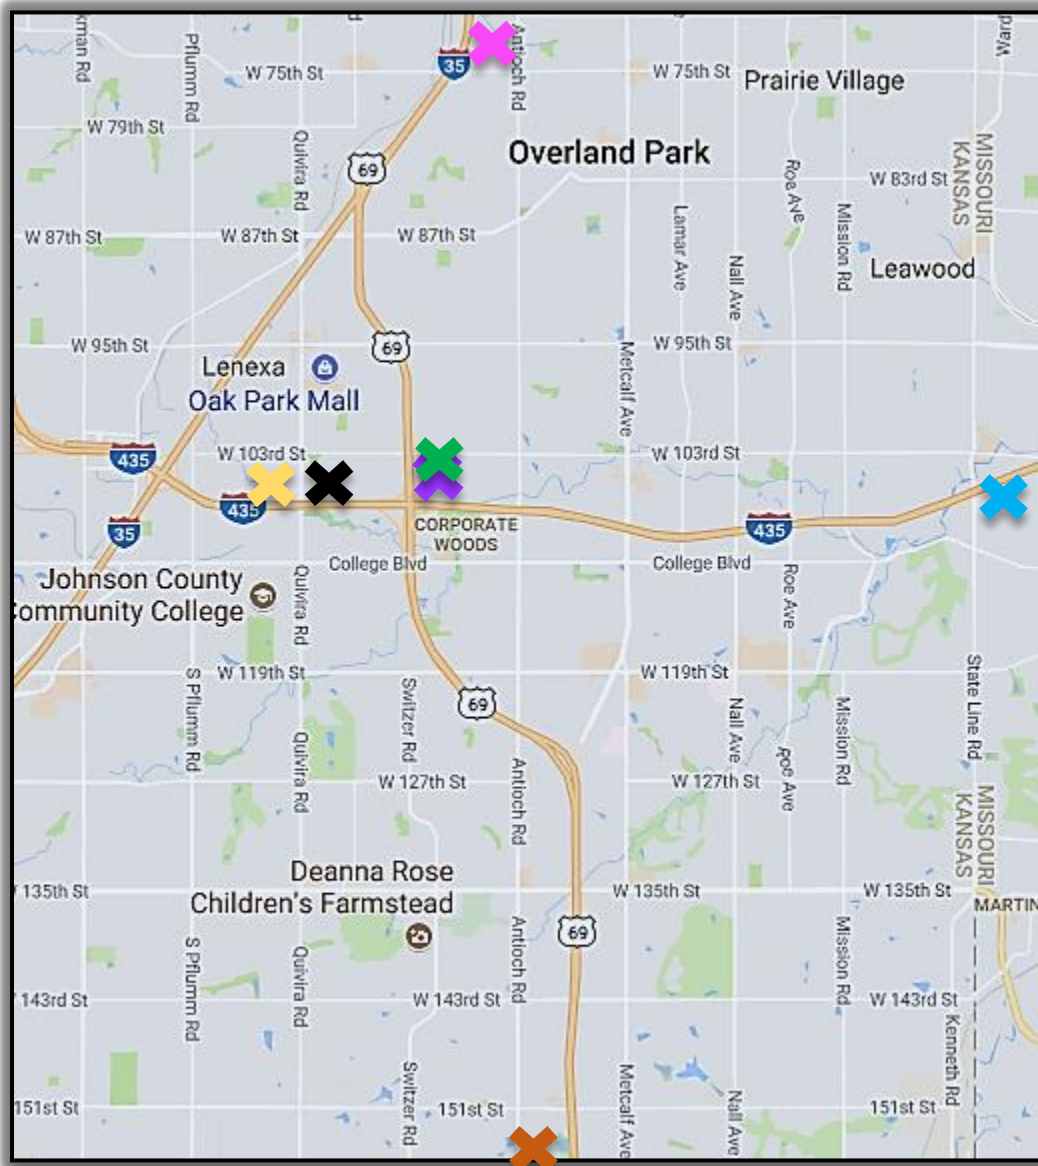 Pflumm Rd
35
Antioch Rd
W 75th St
W 75th St
Prairie Village
W 79th St
Quivira Rd
69
Overland Park
MISSOURI
KANSAS
Roe Ave
W 83rd St
Mission Rd
Lamar Ave
W 87th St
W 87th St
W 87th St
Nall Ave
Leawood
69
W 95th St
W 95th St
Metcalf Ave
Lenexa
Oak Park Mall
435
W 103rd St
W 103rd St
435
35
CORPORATE
WOODS
435
College Blvd
College Blvd
Johnson County
Community College
Quivira Rd
Roe Ave
W 119th St
W 119th St
State Line Rd
S Pflumm Rd
Switzer Rd
69
Nall Ave
Mission Rd
Quivira Rd
Roe Ave
W 127th St
W 127th St
Antioch Rd
MISSOURI
KANSAS
Deanna Rose
Children's Farmstead
135th St
W 135th St
W 135th St
MARTIN
69
S Pflumm Rd
Quivira Rd
Antioch Rd
Mission Rd
143rd St
W 143rd St
W 143rd St
Kenneth Rd
Switzer Rd
Metcalf Ave
Nall Ave
151st St
151st St
151st St